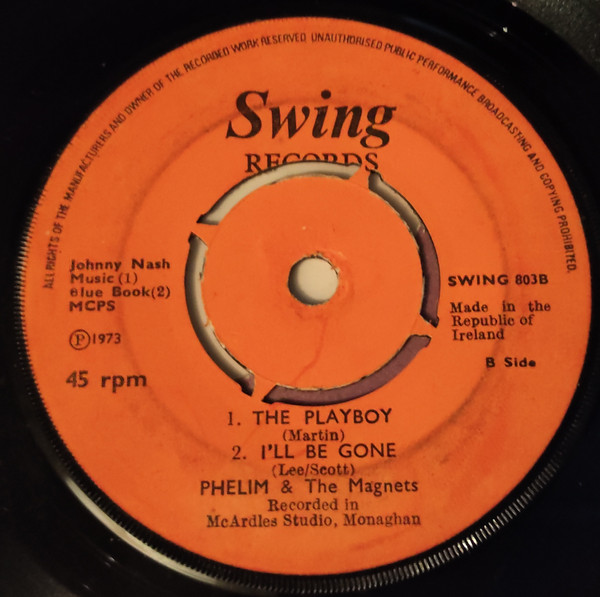 ALL RIGHTS OF THE MANUFACTURERS AND OWNER OF THE RECORDED WORK RESERVED UNAUTHORISED PUBLIC PERFORMANCE BROADCASTING AND COPYING PROHIBITED.
Swing
RECORDS
Johnny Nash
Music (1)
Blue Book(2)
MCPS
Ⓟ1973
45 rpm
SWING 803B
Made in the
Republic of
Ireland
B Side
1. THE PLAYBOY
(Martin)
2. I'LL BE GONE
(Lee/Scott)
PHELIM & The Magnets
Recorded in
McArdles Studio, Monaghan